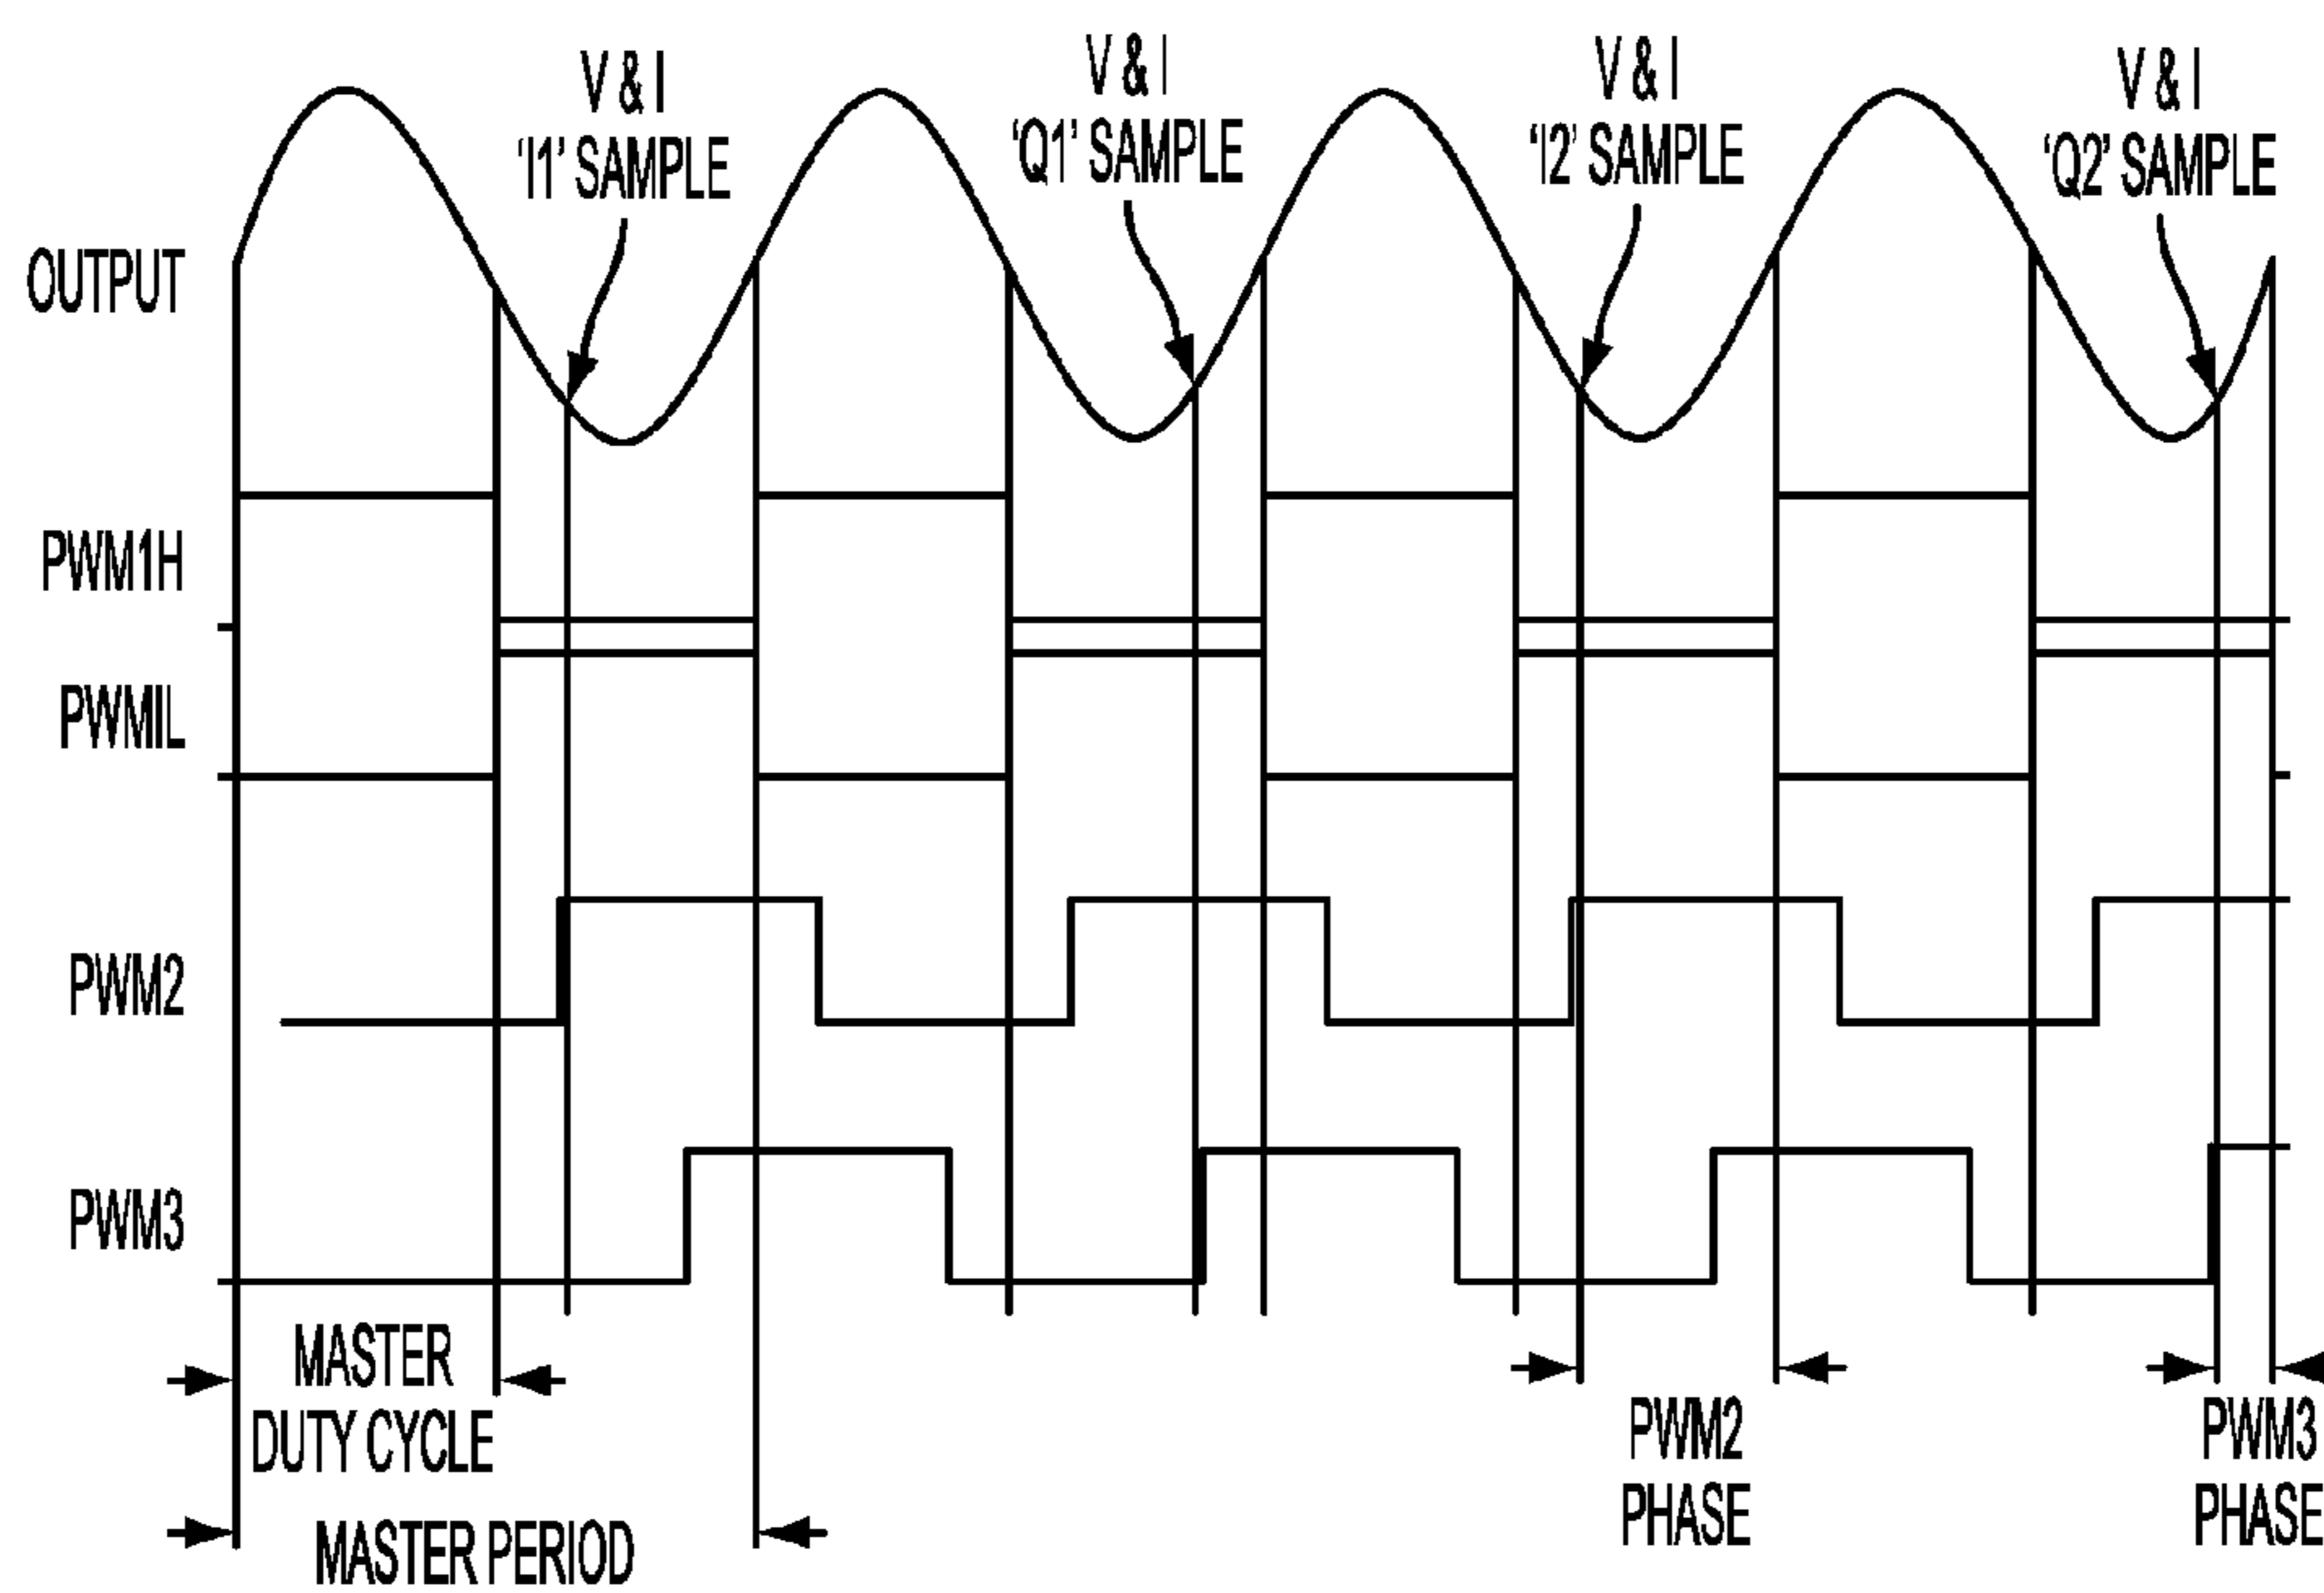 V & I
'I1' SAMPLE
V & I
'Q1' SAMPLE
V & I
'I2' SAMPLE
V & I
'Q2' SAMPLE
OUTPUT
PWM1H
PWMIL
PWM2
PWM3
MASTER
DUTY CYCLE
MASTER PERIOD
PWM2
PHASE
PWM3
PHASE